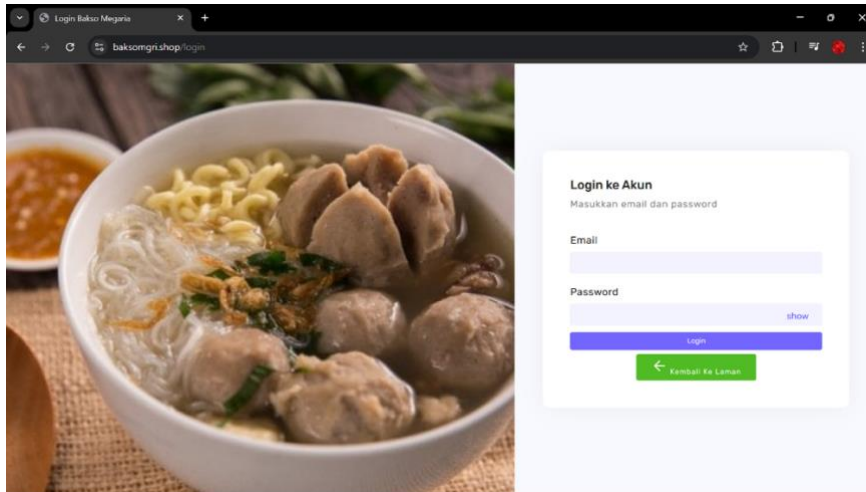 Login Bakso Megaria
baksomgri.shop/login
Login ke Akun
Masukkan email dan password
Email
Password
show
Login
Kembali Ke Laman